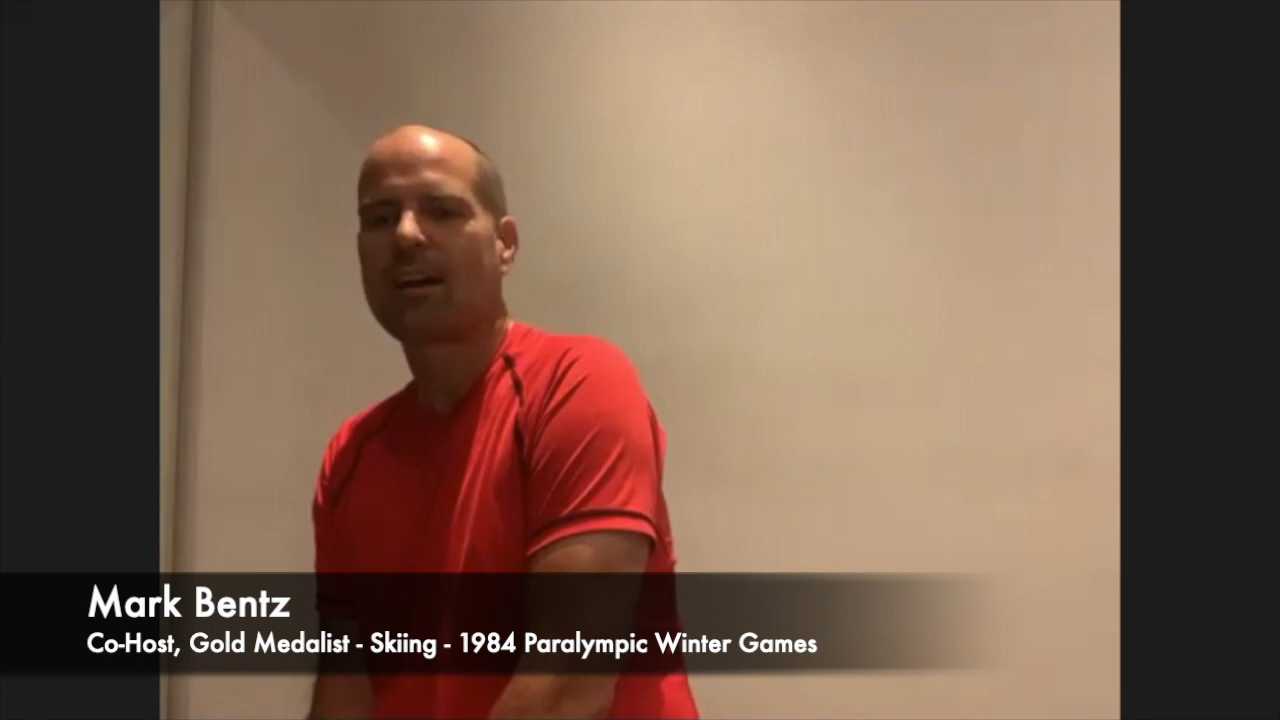 Mark Bentz
Co-Host, Gold Medalist - Skiing - 1984 Paralympic Winter Games